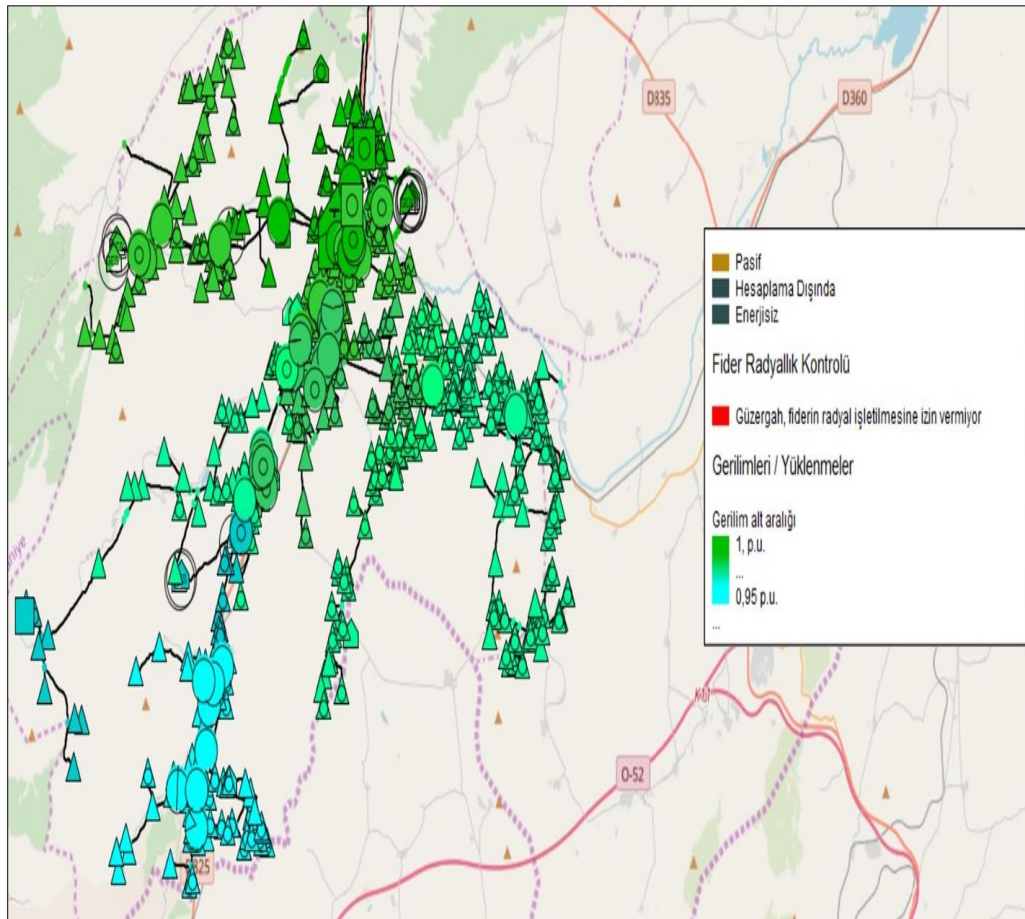 D835
D360
Pasif
Hesaplama Dışında
Enerjisiz
Fider Radyallık Kontrolü
Güzergah, fiderin radyal işletilmesine izin vermiyor
Gerilimleri / Yüklenmeler
Gerilim alt aralığı
1, p.u.
...
0,95 p.u.
...
O-52